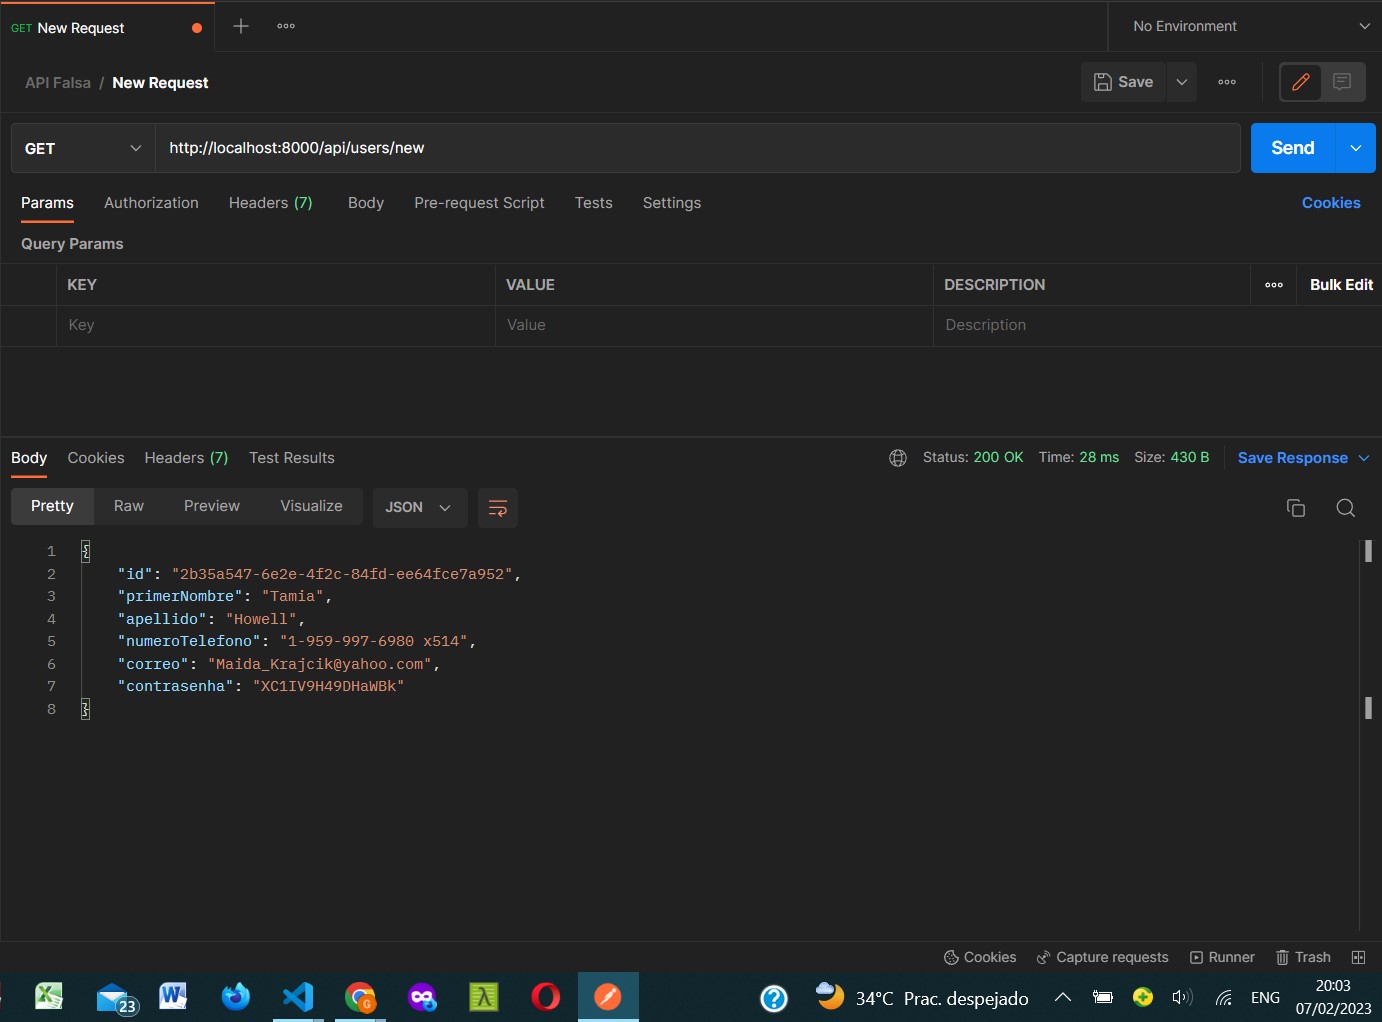 GET New Request
No Environment
API Falsa / New Request
Save
GET http://localhost:8000/api/users/new Send
Params Authorization Headers (7) Body Pre-request Script Tests Settings Cookies
Query Params
KEY VALUE DESCRIPTION Bulk Edit
Key Value Description
Body Cookies Headers (7) Test Results Status: 200 OK Time: 28 ms Size: 430 B Save Response
Pretty Raw Preview Visualize JSON
1 {
2 "id": "2b35a547-6e2e-4f2c-84fd-ee64fce7a952",
3 "primerNombre": "Tamia",
4 "apellido": "Howell",
5 "numeroTelefono": "1-959-997-6980 x514",
6 "correo": "Maida_Krajcik@yahoo.com",
7 "contrasenha": "XC1IV9H49DHaWBk"
8 }
Cookies Capture requests Runner Trash
23 34°C Prac. despejado ENG 20:03
07/02/2023